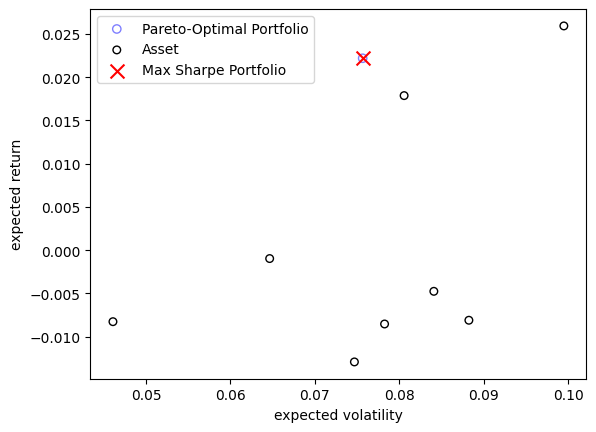 0.025
0.020
0.015
0.010
0.005
0.000
−0.005
−0.010
expected return
Pareto-Optimal Portfolio
Asset
Max Sharpe Portfolio
0.05 0.06 0.07 0.08 0.09 0.10
expected volatility